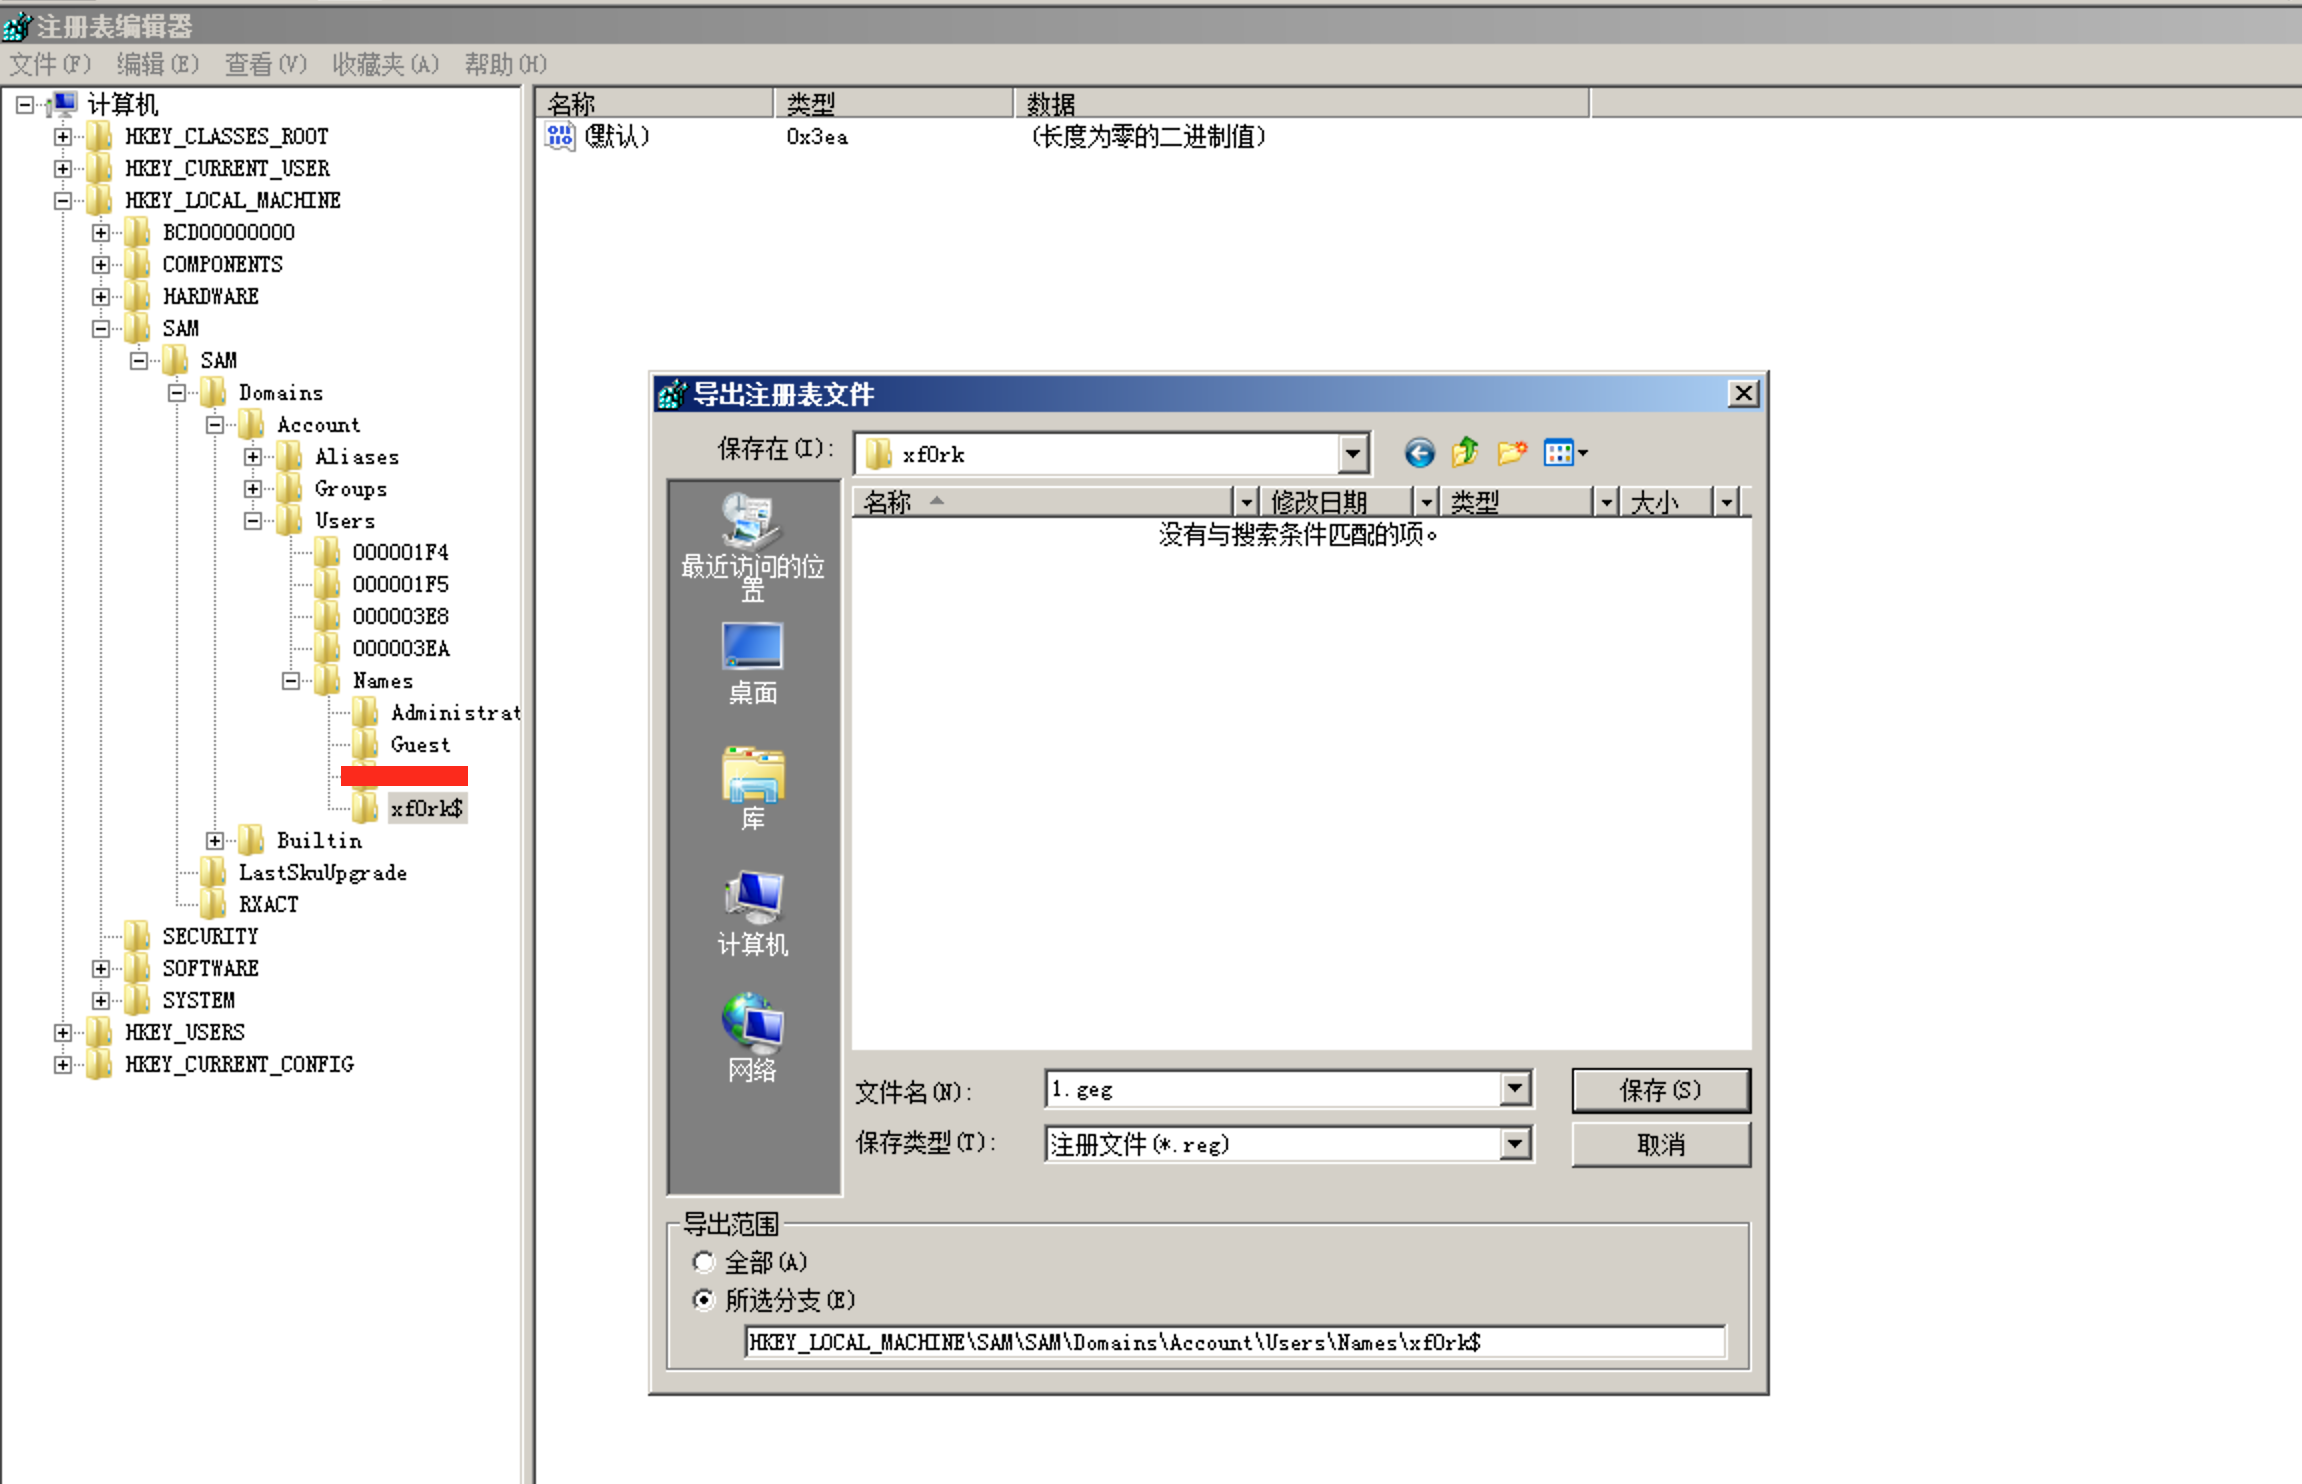 注册表编辑器
文件(F) 编辑(E) 查看(V) 收藏夹(A) 帮助(H)
计算机
HKEY_CLASSES_ROOT
HKEY_CURRENT_USER
HKEY_LOCAL_MACHINE
BCD00000000
COMPONENTS
HARDWARE
SAM
SAM
Domains
Account
Aliases
Groups
Users
000001F4
000001F5
000003E8
000003EA
Names
Administrat
Guest
xf0rk$
Builtin
LastSkuUpgrade
RXACT
SECURITY
SOFTWARE
SYSTEM
HKEY_USERS
HKEY_CURRENT_CONFIG
名称 类型 数据
(默认) 0x3ea (长度为零的二进制值)
导出注册表文件
保存在(I): xf0rk
名称 修改日期 类型 大小
没有与搜索条件匹配的项。
最近访问的位
置
桌面
库
计算机
网络
文件名(N): 1.geg 保存(S)
保存类型(T): 注册文件(*.reg) 取消
导出范围
全部(A)
所选分支(E)
HKEY_LOCAL_MACHINE\SAM\SAM\Domains\Account\Users\Names\xf0rk$